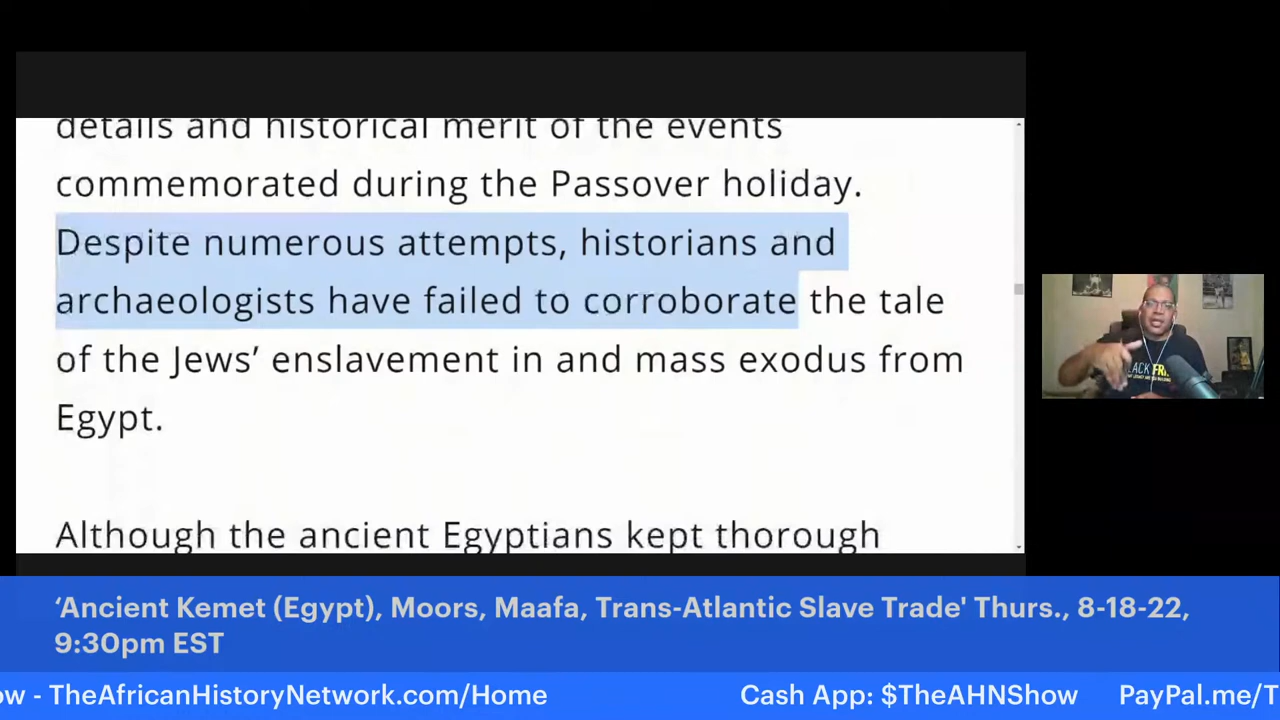 details and historical merit of the events
commemorated during the Passover holiday.
Despite numerous attempts, historians and
archaeologists have failed to corroborate the tale
of the Jews’ enslavement in and mass exodus from
Egypt.
Although the ancient Egyptians kept thorough
‘Ancient Kemet (Egypt), Moors, Maafa, Trans-Atlantic Slave Trade' Thurs., 8-18-22,
9:30pm EST
ow - TheAfricanHistoryNetwork.com/Home Cash App: $TheAHNShow PayPal.me/T